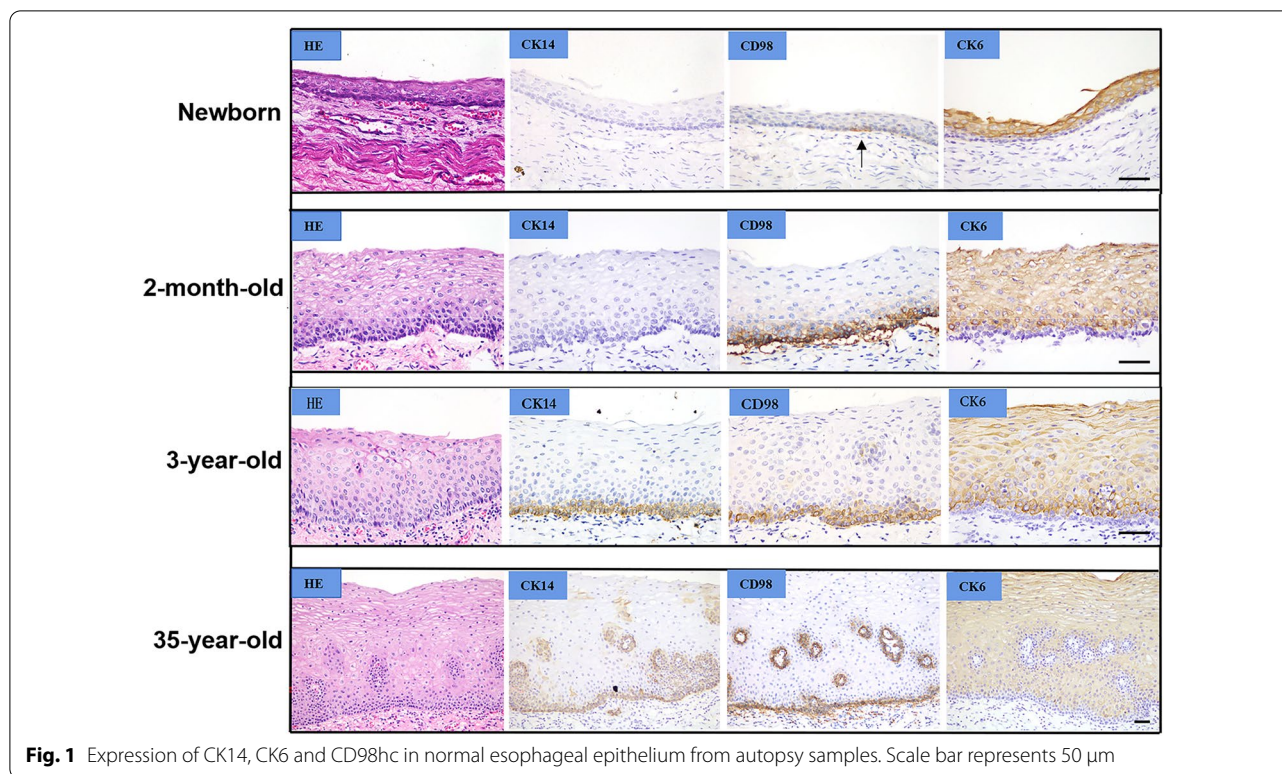 HE CK14 CD98 CK6
Newborn
HE CK14 CD98 CK6
2-month-old
HE CK14 CD98 CK6
3-year-old
HE CK14 CD98 CK6
35-year-old
Fig. 1 Expression of CK14, CK6 and CD98hc in normal esophageal epithelium from autopsy samples. Scale bar represents 50 µm